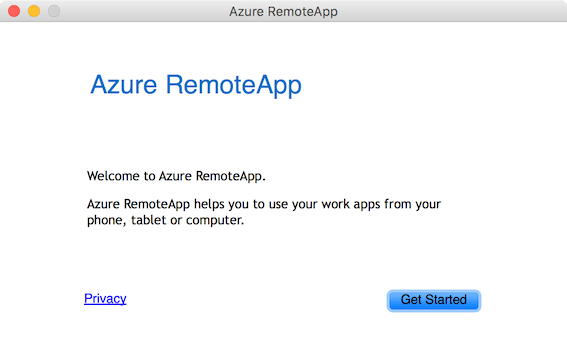 Azure RemoteApp
Azure RemoteApp
Welcome to Azure RemoteApp.
Azure RemoteApp helps you to use your work apps from your
phone, tablet or computer.
Privacy
Get Started